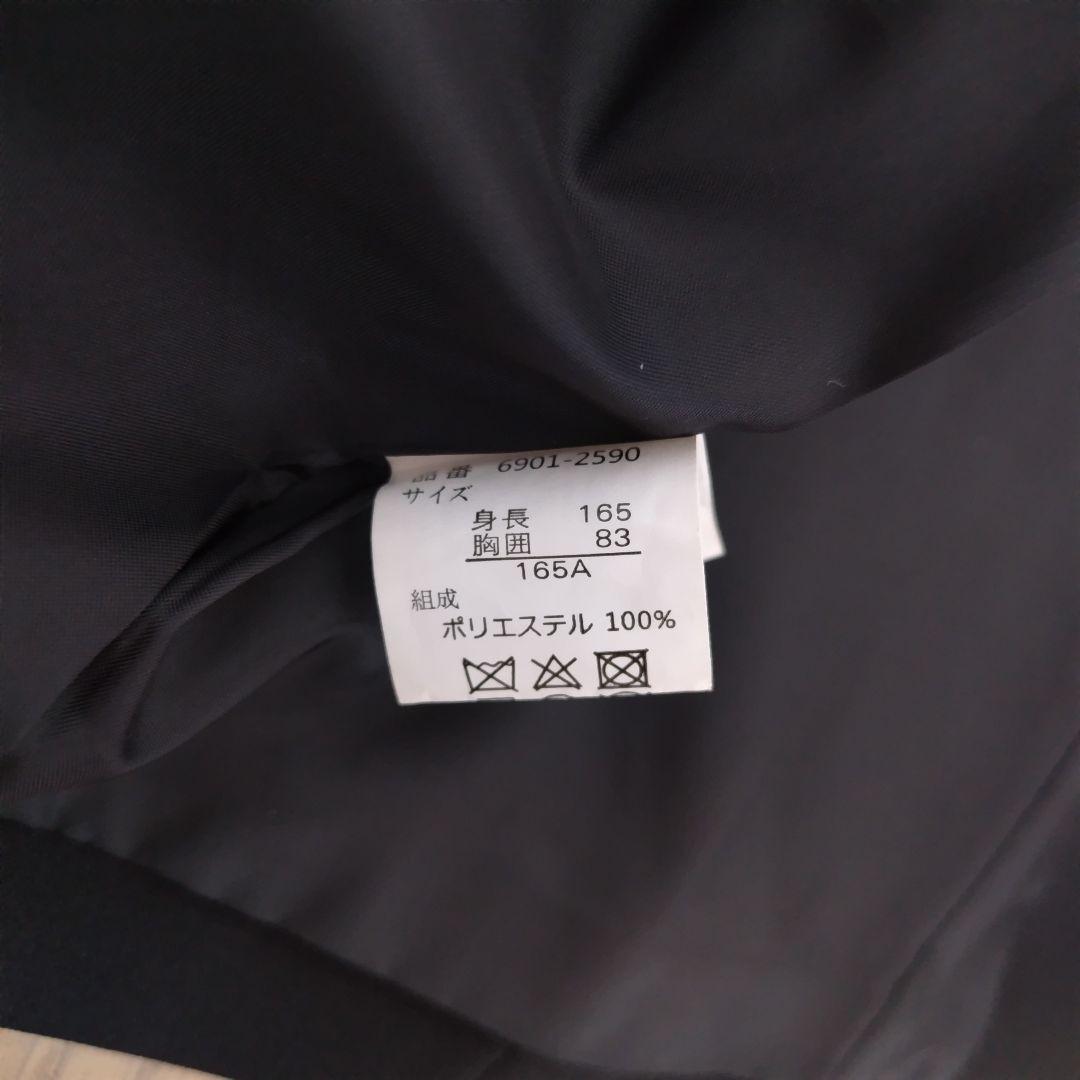 品番 6901-2590
サイズ
身長 165
胸囲 83
165A
組成
ポリエステル 100%